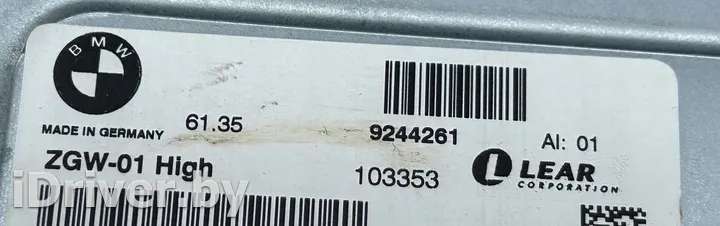 BMW
MADE IN GERMANY 61.35 9244261 AI: 01
ZGW-01 High 103353 LEAR
CORPORATION
iDriver.by